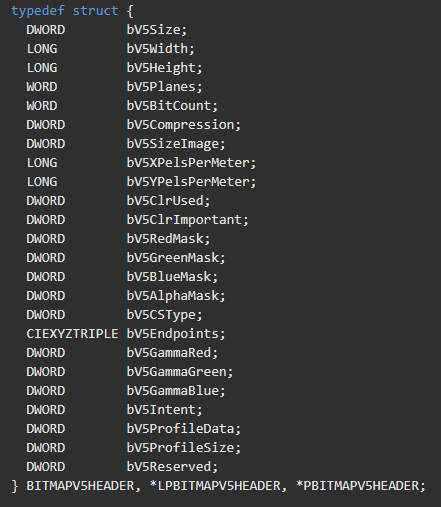 typedef struct {
  DWORD        bV5Size;
  LONG         bV5Width;
  LONG         bV5Height;
  WORD         bV5Planes;
  WORD         bV5BitCount;
  DWORD        bV5Compression;
  DWORD        bV5SizeImage;
  LONG         bV5XPelsPerMeter;
  LONG         bV5YPelsPerMeter;
  DWORD        bV5ClrUsed;
  DWORD        bV5ClrImportant;
  DWORD        bV5RedMask;
  DWORD        bV5GreenMask;
  DWORD        bV5BlueMask;
  DWORD        bV5AlphaMask;
  DWORD        bV5CSType;
  CIEXYZTRIPLE bV5Endpoints;
  DWORD        bV5GammaRed;
  DWORD        bV5GammaGreen;
  DWORD        bV5GammaBlue;
  DWORD        bV5Intent;
  DWORD        bV5ProfileData;
  DWORD        bV5ProfileSize;
  DWORD        bV5Reserved;
} BITMAPV5HEADER, *LPBITMAPV5HEADER, *PBITMAPV5HEADER;